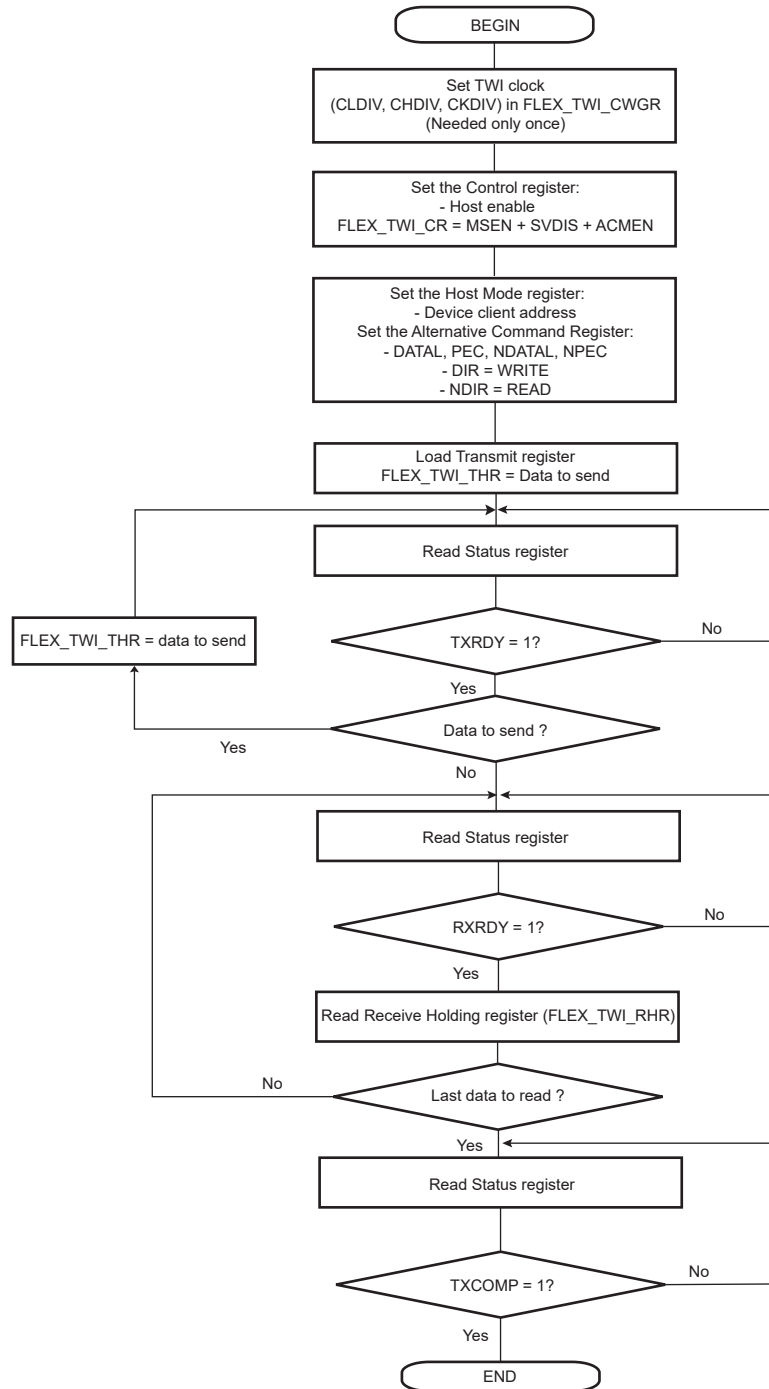 BEGIN
Set TWI clock
(CLDIV, CHDIV, CKDIV) in FLEX_TWI_CWGR
(Needed only once)
Set the Control register:
- Host enable
FLEX_TWI_CR = MSEN + SVDIS + ACMEN
Set the Host Mode register:
- Device client address
Set the Alternative Command Register:
- DATAL, PEC, NDATAL, NPEC
- DIR = WRITE
- NDIR = READ
Load Transmit register
FLEX_TWI_THR = Data to send
Read Status register
FLEX_TWI_THR = data to send
TXRDY = 1?
No
Yes
Data to send ?
Yes
No
Read Status register
RXRDY = 1?
No
Yes
Read Receive Holding register (FLEX_TWI_RHR)
No
Last data to read ?
Yes
Read Status register
TXCOMP = 1?
No
Yes
END